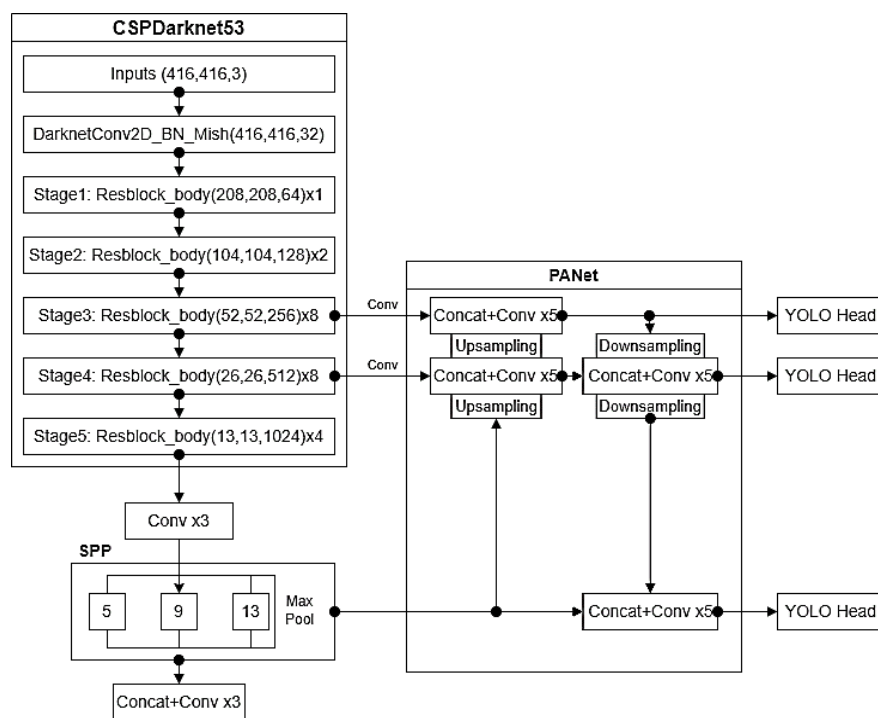 CSPDarknet53
Inputs (416,416,3)
DarknetConv2D_BN_Mish(416,416,32)
Stage1: Resblock_body(208,208,64)x1
Stage2: Resblock_body(104,104,128)x2
Stage3: Resblock_body(52,52,256)x8
Stage4: Resblock_body(26,26,512)x8
Stage5: Resblock_body(13,13,1024)x4
Conv x3
SPP
5
9
13
Max
Pool
Concat+Conv x3
Conv
Conv
PANet
Concat+Conv x5
Upsampling
Downsampling
Concat+Conv x5
Concat+Conv x5
Upsampling
Downsampling
Concat+Conv x5
YOLO Head
YOLO Head
YOLO Head